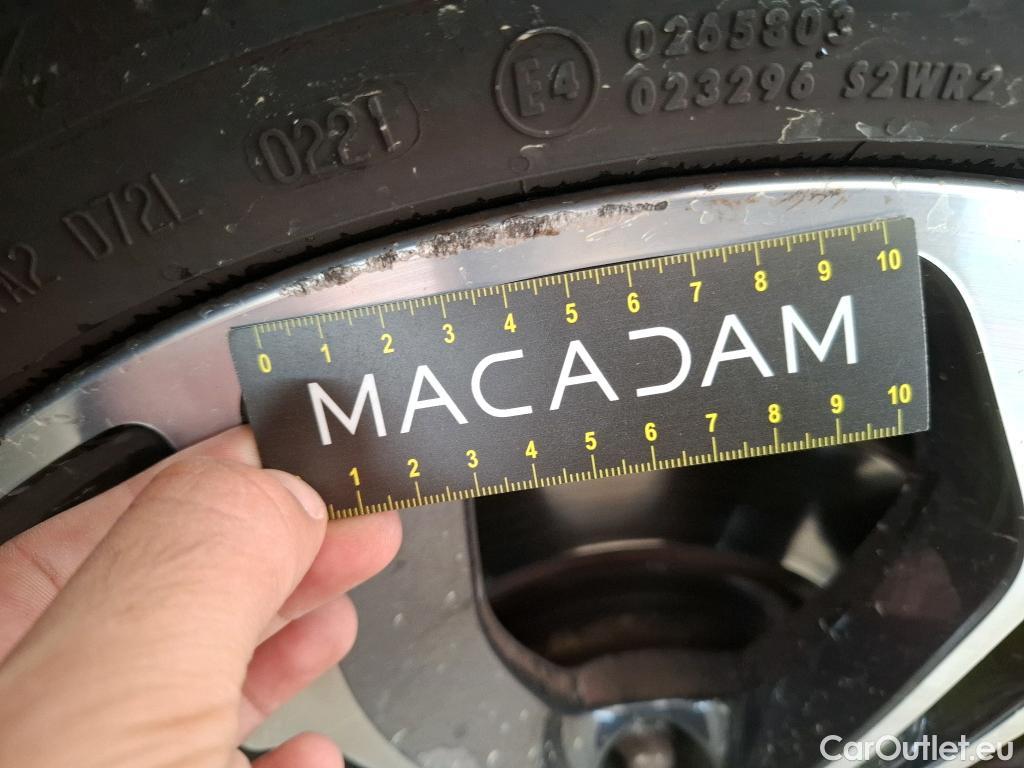 0265803
E4 023296 S2WR2
0221
A2 D72L
0 1 2 3 4 5 6 7 8 9 10
MACADAM
1 2 3 4 5 6 7 8 9 10
CarOutlet.eu